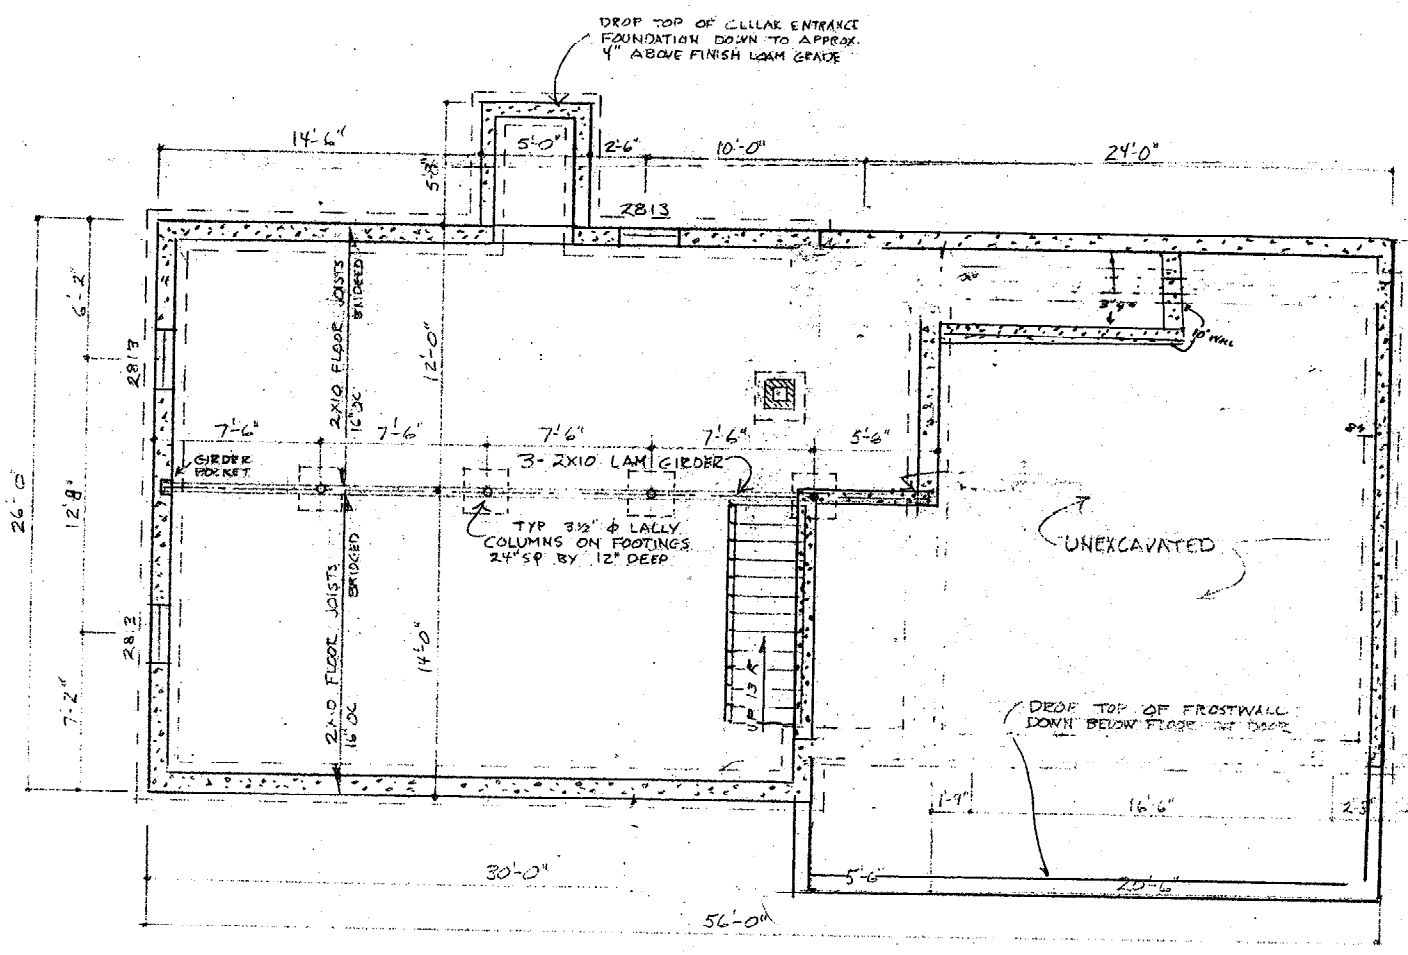 DROP TOP OF CELLAR ENTRANCE
FOUNDATION DOWN TO APPROX.
4" ABOVE FINISH LOAM GRADE
14'-6"
5'-0"
2'-6"
10'-0"
24'-0"
5'-8"
2813
6'-2"
2813
2X10 FLOOR JOISTS
16" OC
BRIDGED
12'-0"
10" WALL
7'-6"
7'-6"
7'-6"
7'-6"
5'-6"
GIRDER
POCKET
3- 2X10 LAM GIRDER
26'-0"
12'8"
TYP 3½" φ LALLY
COLUMNS ON FOOTINGS
24"SQ BY 12" DEEP
UNEXCAVATED
2X10 FLOOR JOISTS
16" OC
BRIDGED
14'-0"
2813
7'-2"
UP 13 R
DROP TOP OF FROSTWALL
DOWN BELOW FLOOR AT DOOR
1'-9"
16'-6"
2'-3"
30'-0"
5'-6"
20'-6"
56'-0"